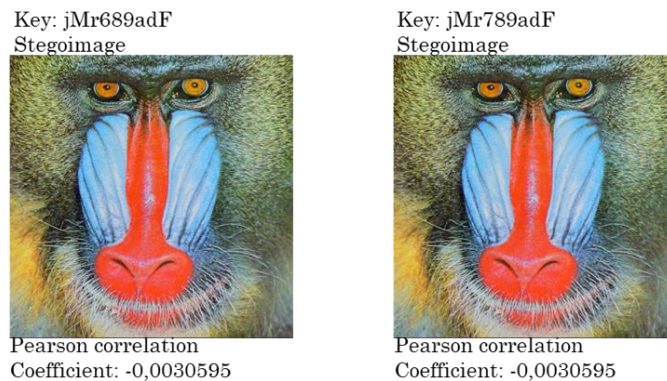 Key: jMr689adF
Stegoimage
Pearson correlation
Coefficient: -0,0030595
Key: jMr789adF
Stegoimage
Pearson correlation
Coefficient: -0,0030595